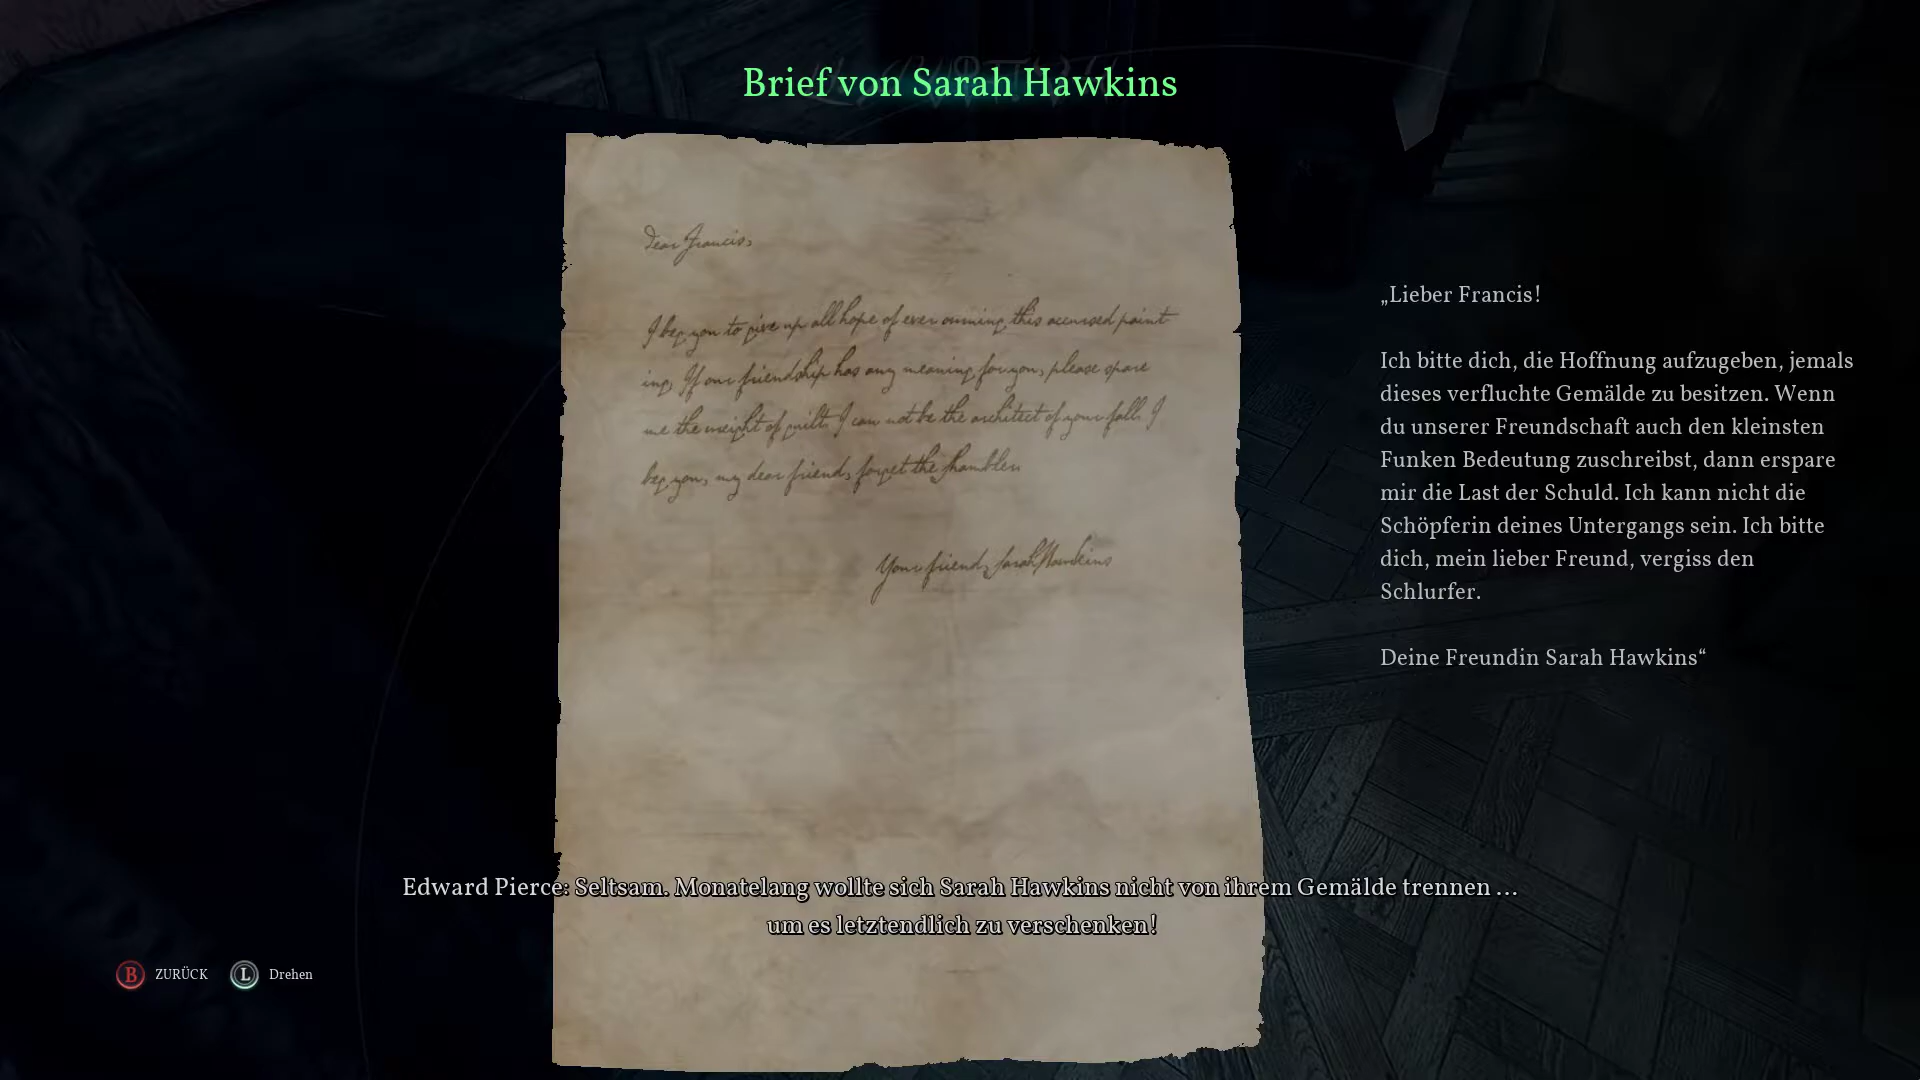 Brief von Sarah Hawkins
Dear Francis,
I beg you to give up all hope of ever owning this accursed paint-
ing. If our friendship has any meaning for you, please spare
me the weight of guilt. I can not be the architect of your fall. I
beg you, my dear friend, forget the Shambler.
Your friend, Sarah Hawkins
„Lieber Francis!
Ich bitte dich, die Hoffnung aufzugeben, jemals
dieses verfluchte Gemälde zu besitzen. Wenn
du unserer Freundschaft auch den kleinsten
Funken Bedeutung zuschreibst, dann erspare
mir die Last der Schuld. Ich kann nicht die
Schöpferin deines Untergangs sein. Ich bitte
dich, mein lieber Freund, vergiss den
Schlurfer.
Deine Freundin Sarah Hawkins“
Edward Pierce: Seltsam. Monatelang wollte sich Sarah Hawkins nicht von ihrem Gemälde trennen ...
um es letztendlich zu verschenken!
B ZURÜCK L Drehen